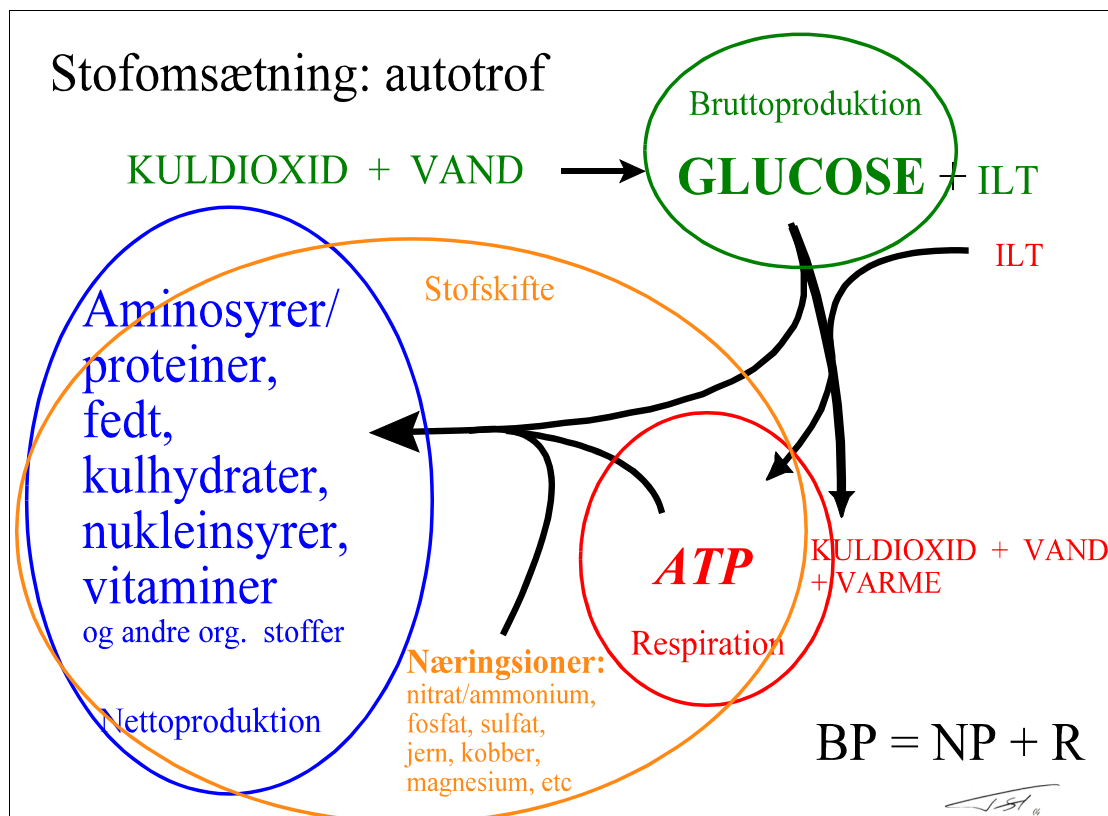 Stofomsætning: autotrof
Bruttoproduktion
KULDIOXID + VAND
GLUCOSE + ILT
ILT
Stofskifte
Aminosyrer/
proteiner,
fedt,
kulhydrater,
nukleinsyrer,
vitaminer
og andre org. stoffer
Nettoproduktion
ATP
Respiration
KULDIOXID + VAND
+ VARME
Næringsioner:
nitrat/ammonium,
fosfat, sulfat,
jern, kobber,
magnesium, etc
BP = NP + R